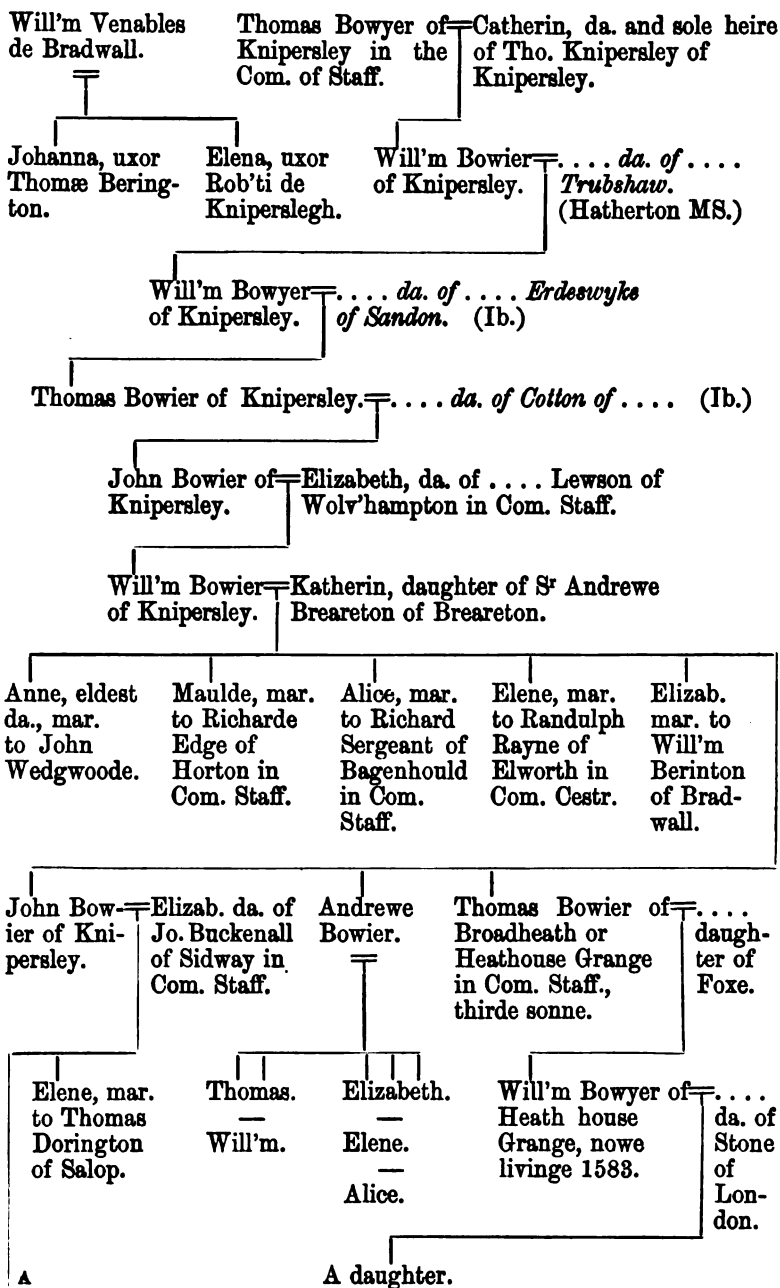 Will'm Venables
de Bradwall.
Thomas Bowyer of
Knipersley in the
Com. of Staff.
Catherin, da. and sole heire
of Tho. Knipersley of
Knipersley.
Johanna, uxor
Thomæ Bering-
ton.
Elena, uxor
Rob'ti de
Kniperslegh.
Will'm Bowier
of Knipersley.
. . . . da. of . . . .
Trubshaw.
(Hatherton MS.)
Will'm Bowyer
of Knipersley.
. . . . da. of . . . . Erdeswyke
of Sandon. (Ib.)
Thomas Bowier of Knipersley.
. . . . da. of Cotton of . . . . (Ib.)
John Bowier of
Knipersley.
Elizabeth, da. of . . . . Lewson of
Wolv'hampton in Com. Staff.
Will'm Bowier
of Knipersley.
Katherin, daughter of Sr Andrewe
Breareton of Breareton.
Anne, eldest
da., mar.
to John
Wedgwoode.
Maulde, mar.
to Richarde
Edge of
Horton in
Com. Staff.
Alice, mar.
to Richard
Sergeant of
Bagenhould
in Com.
Staff.
Elene, mar.
to Randulph
Rayne of
Elworth in
Com. Cestr.
Elizab.
mar. to
Will'm
Berinton
of Brad-
wall.
John Bow-
ier of Kni-
persley.
Elizab. da. of
Jo. Buckenall
of Sidway in
Com. Staff.
Andrewe
Bowier.
Thomas Bowier of
Broadheath or
Heathouse Grange
in Com. Staff.,
thirde sonne.
. . . .
daugh-
ter of
Foxe.
Elene, mar.
to Thomas
Dorington
of Salop.
Thomas.
—
Will'm.
Elizabeth.
—
Elene.
—
Alice.
Will'm Bowyer of
Heath house
Grange, nowe
livinge 1583.
. . . .
da. of
Stone
of
Lon-
don.
A
A daughter.